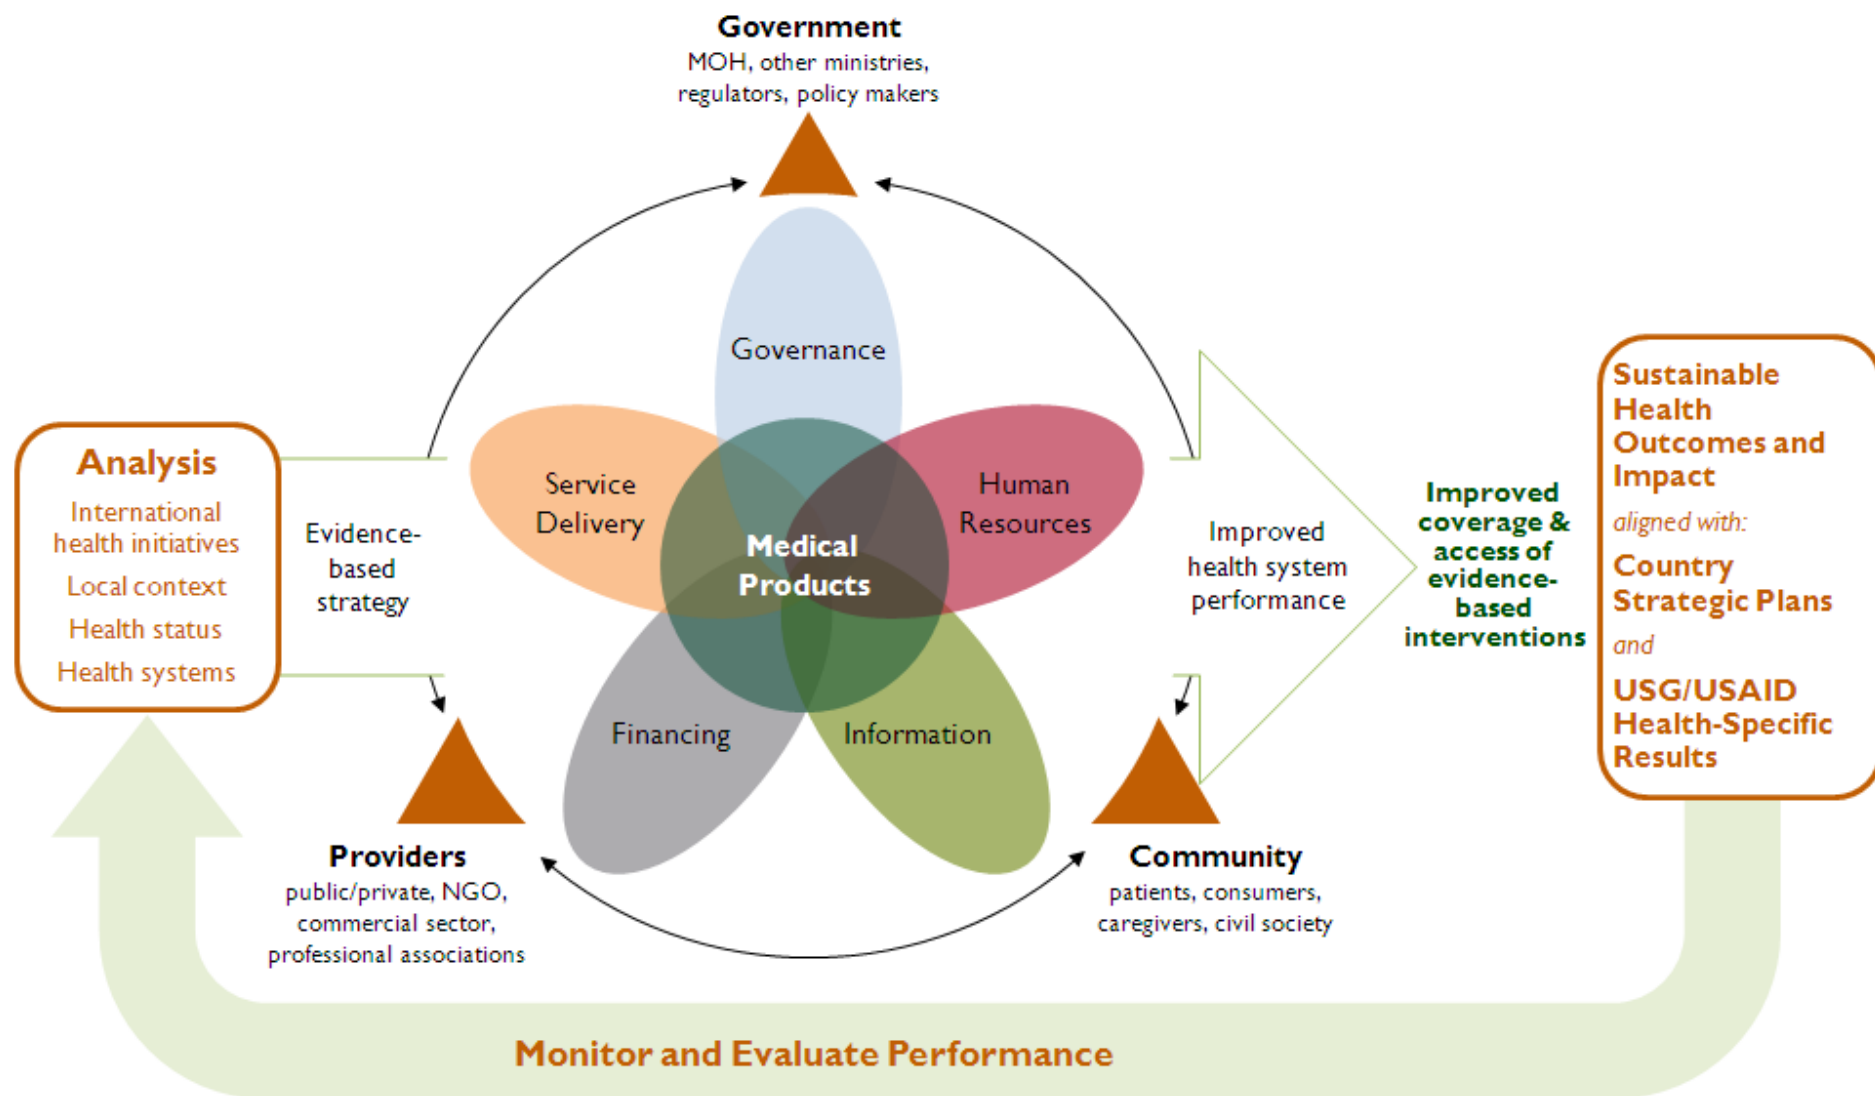 Government
MOH, other ministries,
regulators, policy makers
Governance
Service
Delivery
Human
Resources
Medical
Products
Financing
Information
Analysis
International
health initiatives
Local context
Health status
Health systems
Evidence-
based
strategy
Improved
health system
performance
Improved
coverage &
access of
evidence-
based
interventions
Sustainable
Health
Outcomes and
Impact
aligned with:
Country
Strategic Plans
and
USG/USAID
Health-Specific
Results
Providers
public/private, NGO,
commercial sector,
professional associations
Community
patients, consumers,
caregivers, civil society
Monitor and Evaluate Performance